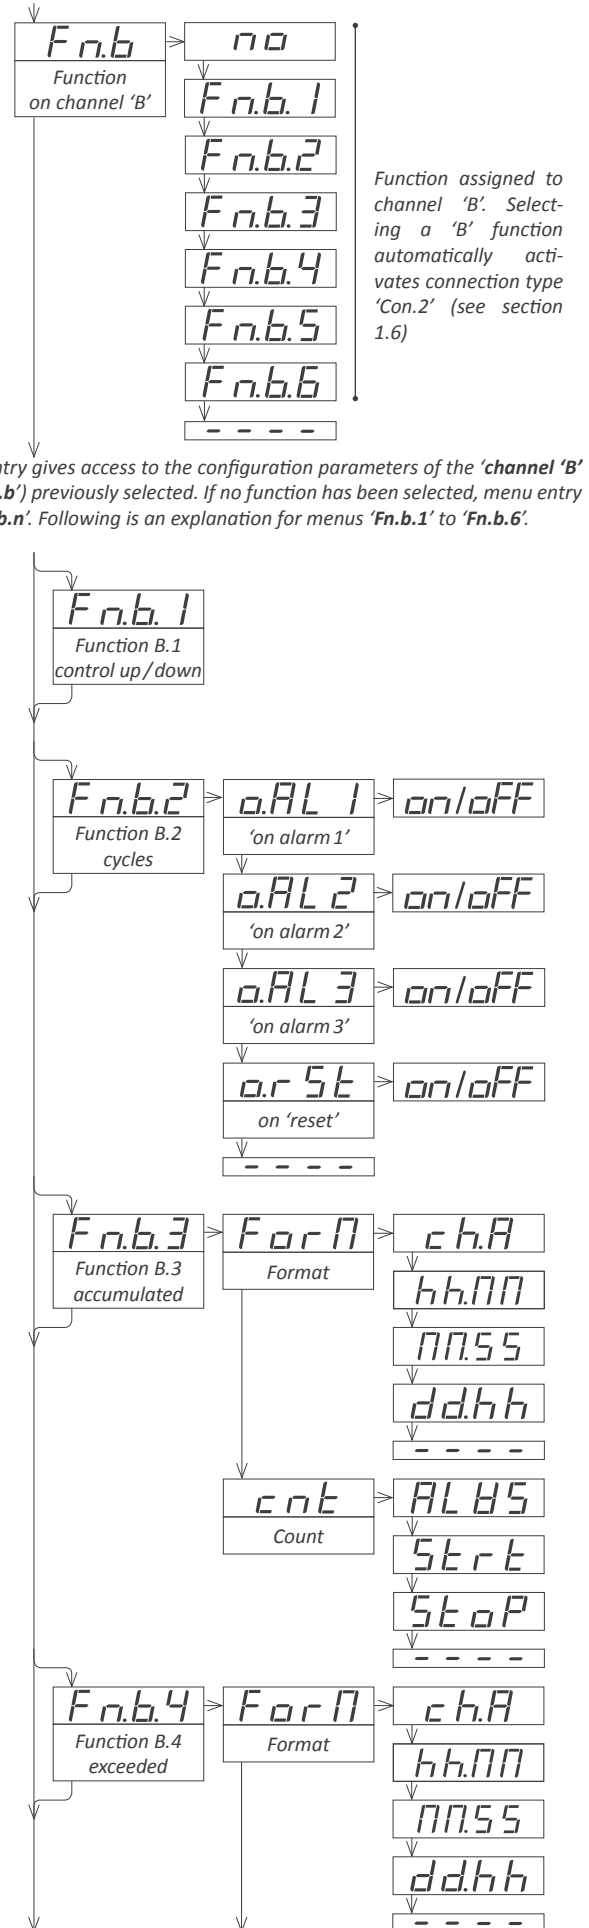 Fn.b
no
Function
on channel ‘B’
Fn.b.1
Fn.b.2
Fn.b.3
Fn.b.4
Fn.b.5
Fn.b.6
- - - -
Function assigned to
channel ‘B’. Select-
ing a ‘B’ function
automatically acti-
vates connection type
‘Con.2’ (see section
1.6)
ntry gives access to the configuration parameters of the ‘channel ‘B’
.b’) previously selected. If no function has been selected, menu entry
b.n’. Following is an explanation for menus ‘Fn.b.1’ to ‘Fn.b.6’.
Fn.b.1
Function B.1
control up/down
Fn.b.2
Function B.2
cycles
o.AL1
on/oFF
‘on alarm 1’
o.AL2
on/oFF
‘on alarm 2’
o.AL3
on/oFF
‘on alarm 3’
o.rSt
on/oFF
on ‘reset’
- - - -
Fn.b.3
Function B.3
accumulated
ForM
Format
ch.A
hh.MM
MM.SS
dd.hh
- - - -
cnt
Count
ALWS
Strt
StoP
- - - -
Fn.b.4
Function B.4
exceeded
ForM
Format
ch.A
hh.MM
MM.SS
dd.hh
- - - -